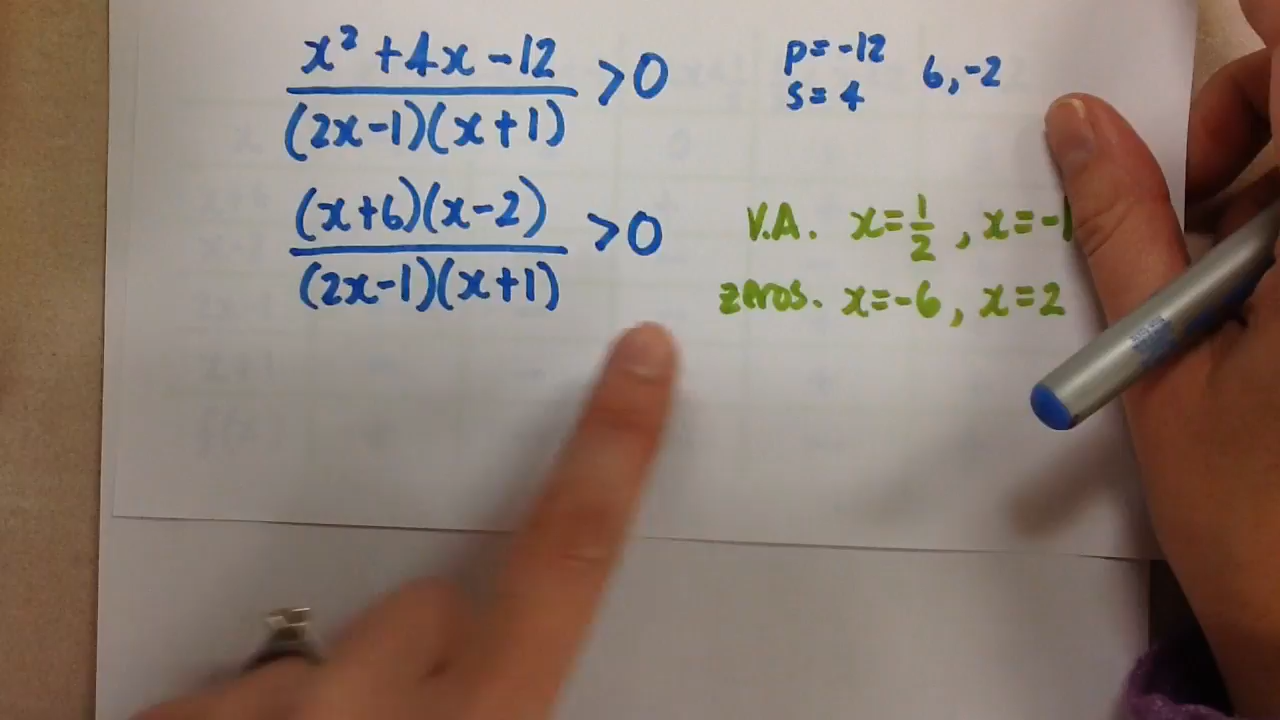 x² + 4x - 12
(2x-1)(x+1)
> 0
p = -12
s = 4
6, -2
(x+6)(x-2)
(2x-1)(x+1)
> 0
V.A. x = 1/2 , x = -1
zeros. x = -6 , x = 2